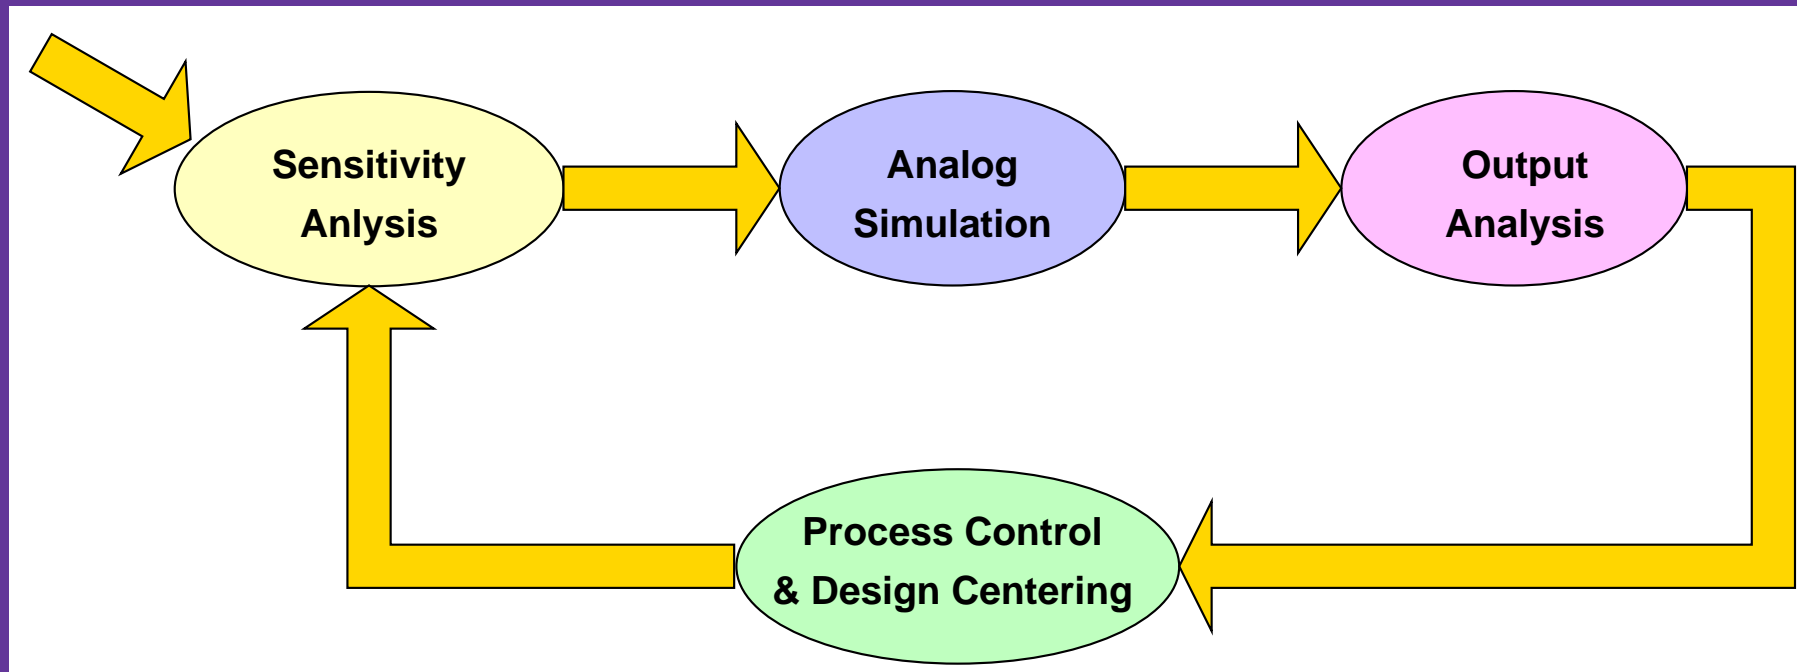 Sensitivity
Anlysis
Analog
Simulation
Output
Analysis
Process Control
& Design Centering